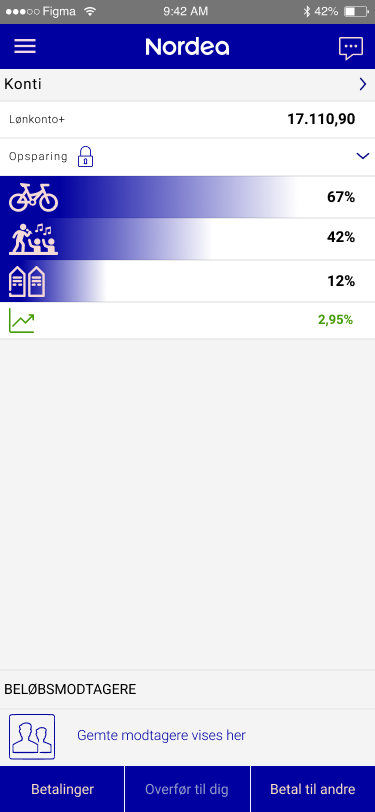 Figma 9:42 AM 42%
Nordea
Konti
Lønkonto+ 17.110,90
Opsparing
67%
42%
12%
2,95%
BELØBSMODTAGERE
Gemte modtagere vises her
Betalinger Overfør til dig Betal til andre